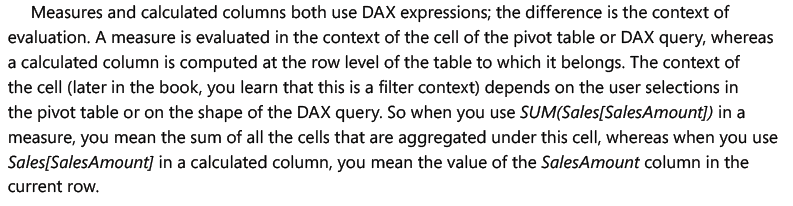 Measures and calculated columns both use DAX expressions; the difference is the context of
evaluation. A measure is evaluated in the context of the cell of the pivot table or DAX query, whereas
a calculated column is computed at the row level of the table to which it belongs. The context of
the cell (later in the book, you learn that this is a filter context) depends on the user selections in
the pivot table or on the shape of the DAX query. So when you use SUM(Sales[SalesAmount]) in a
measure, you mean the sum of all the cells that are aggregated under this cell, whereas when you use
Sales[SalesAmount] in a calculated column, you mean the value of the SalesAmount column in the
current row.